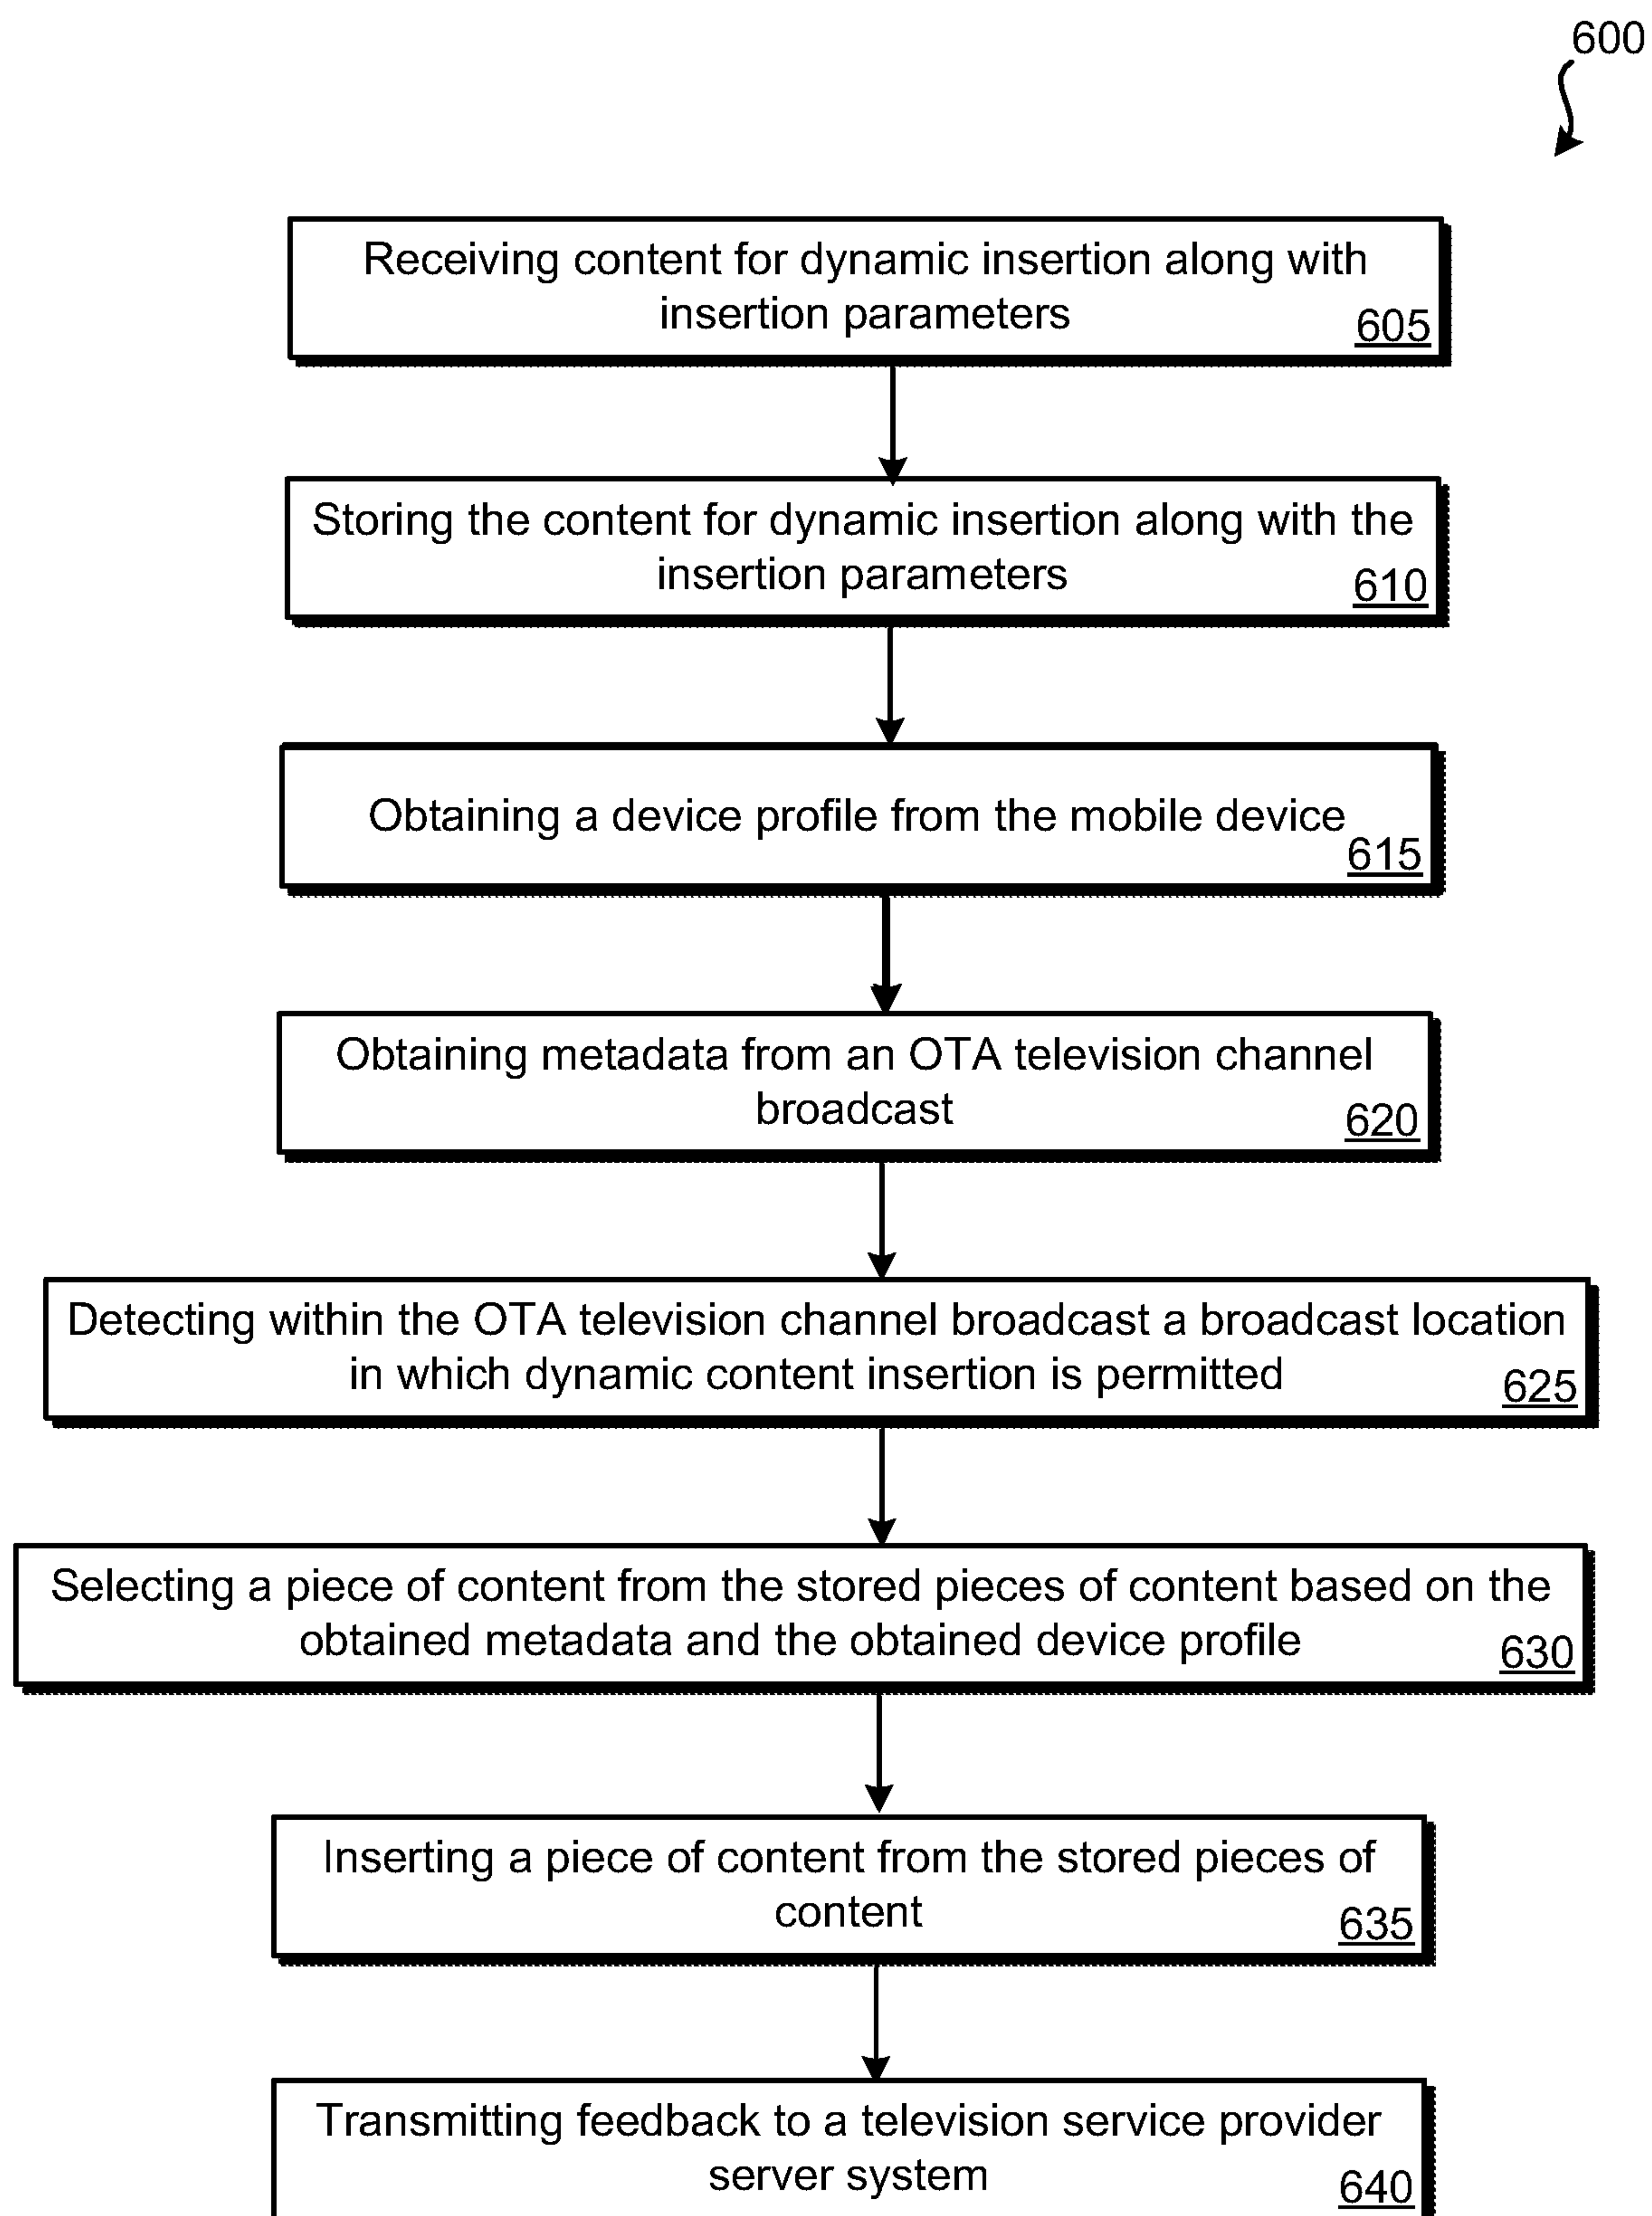 600
Receiving content for dynamic insertion along with
insertion parameters
605
Storing the content for dynamic insertion along with the
insertion parameters
610
Obtaining a device profile from the mobile device
615
Obtaining metadata from an OTA television channel
broadcast
620
Detecting within the OTA television channel broadcast a broadcast location
in which dynamic content insertion is permitted
625
Selecting a piece of content from the stored pieces of content based on the
obtained metadata and the obtained device profile
630
Inserting a piece of content from the stored pieces of
content
635
Transmitting feedback to a television service provider
server system
640